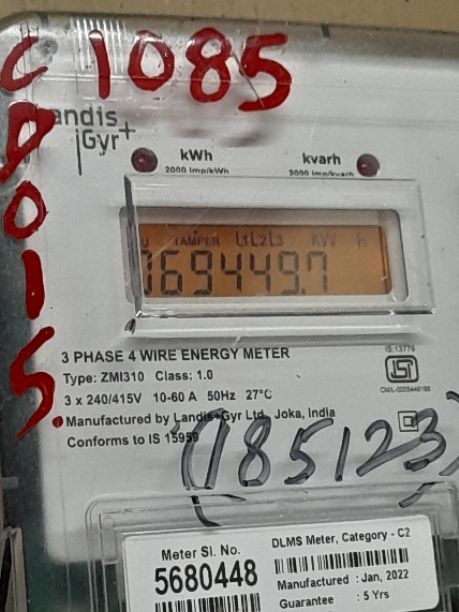 C 1085
D
0
1
5
Landis
Gyr+
kWh
2000 Imp/kWh
kvarh
2000 Imp/kvarh
TAMPER L1L2L3 KW h
069449.7
3 PHASE 4 WIRE ENERGY METER
Type: ZMI310 Class: 1.0
3 x 240/415V 10-60 A 50Hz 27°C
Manufactured by Landis+Gyr Ltd, Joka, India
Conforms to IS 15959
IS 13779
(185123)
Meter Sl. No.
5680448
DLMS Meter, Category - C2
Manufactured : Jan, 2022
Guarantee : 5 Yrs